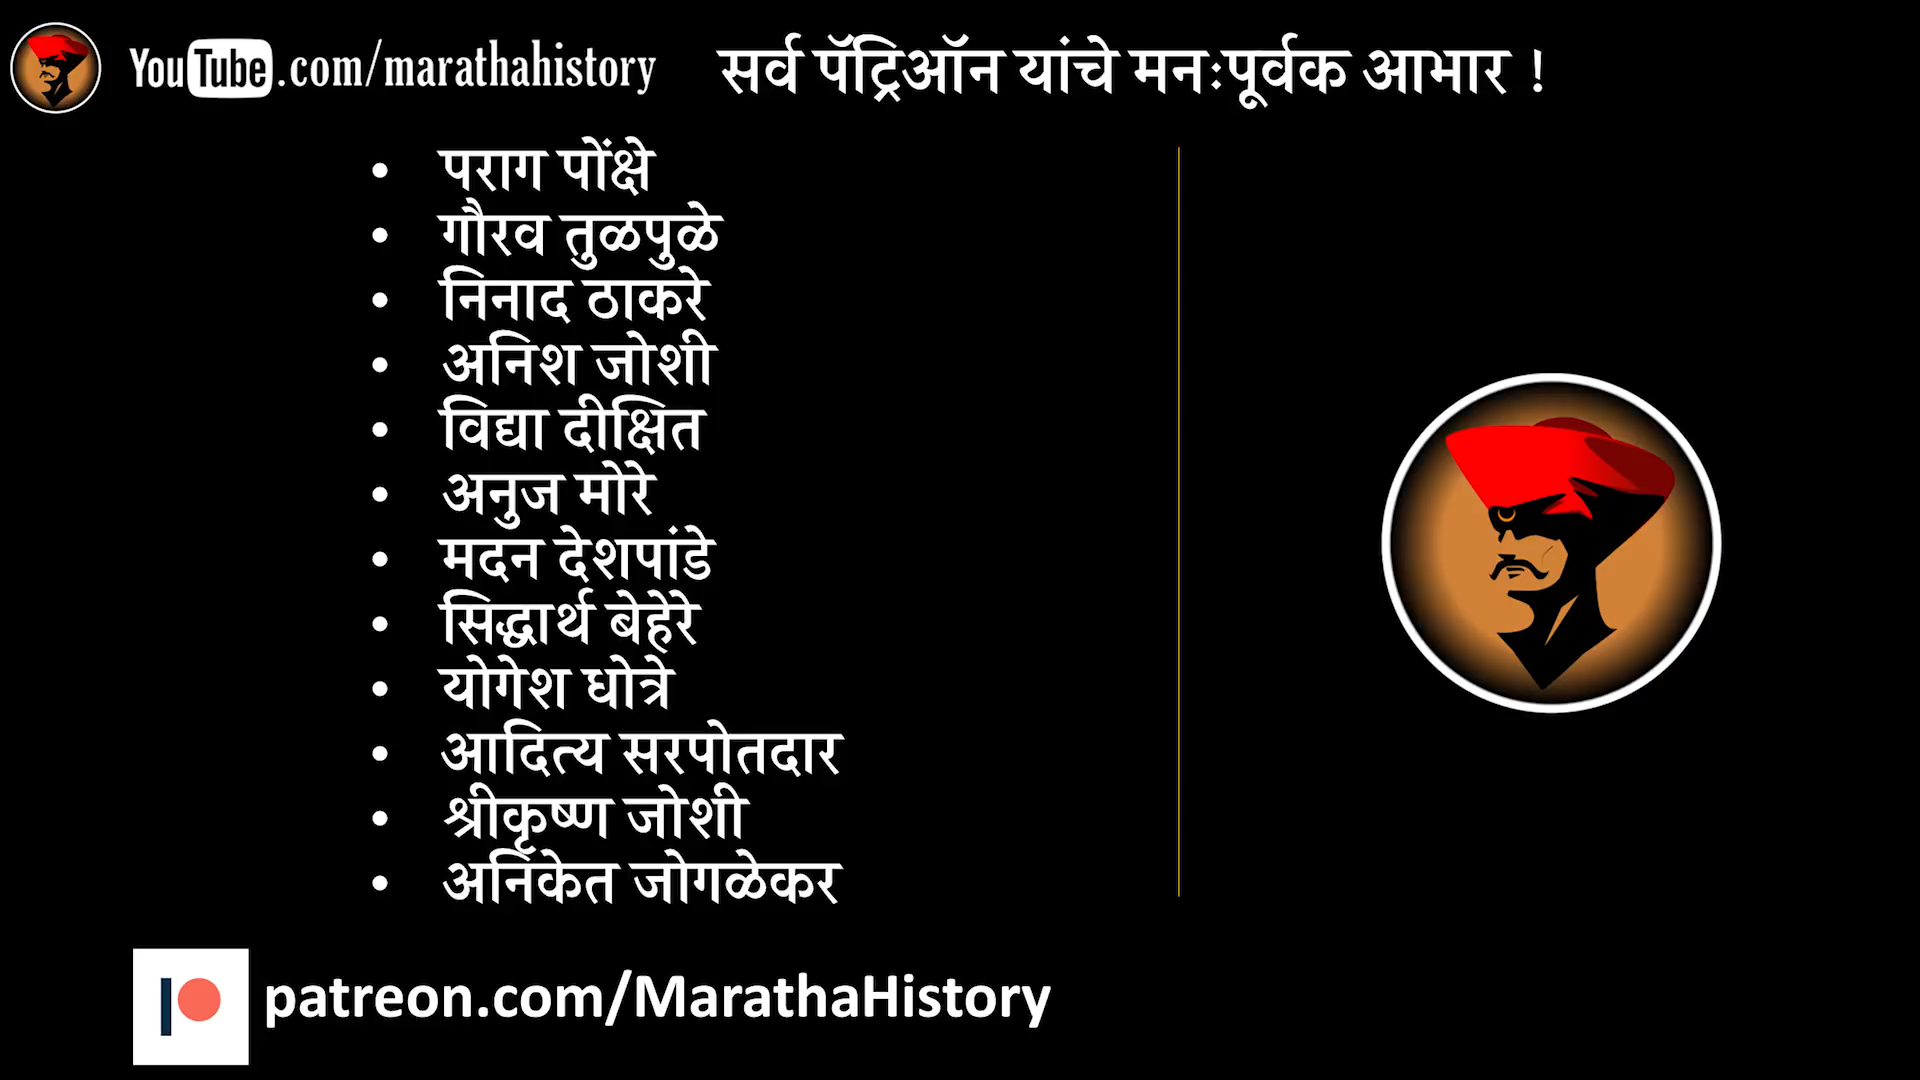 YouTube.com/marathahistory
सर्व पॅट्रिऑन यांचे मनःपूर्वक आभार !
• पराग पोंक्षे
• गौरव तुळपुळे
• निनाद ठाकरे
• अनिश जोशी
• विद्या दीक्षित
• अनुज मोरे
• मदन देशपांडे
• सिद्धार्थ बेहेरे
• योगेश धोत्रे
• आदित्य सरपोतदार
• श्रीकृष्ण जोशी
• अनिकेत जोगळेकर
patreon.com/MarathaHistory